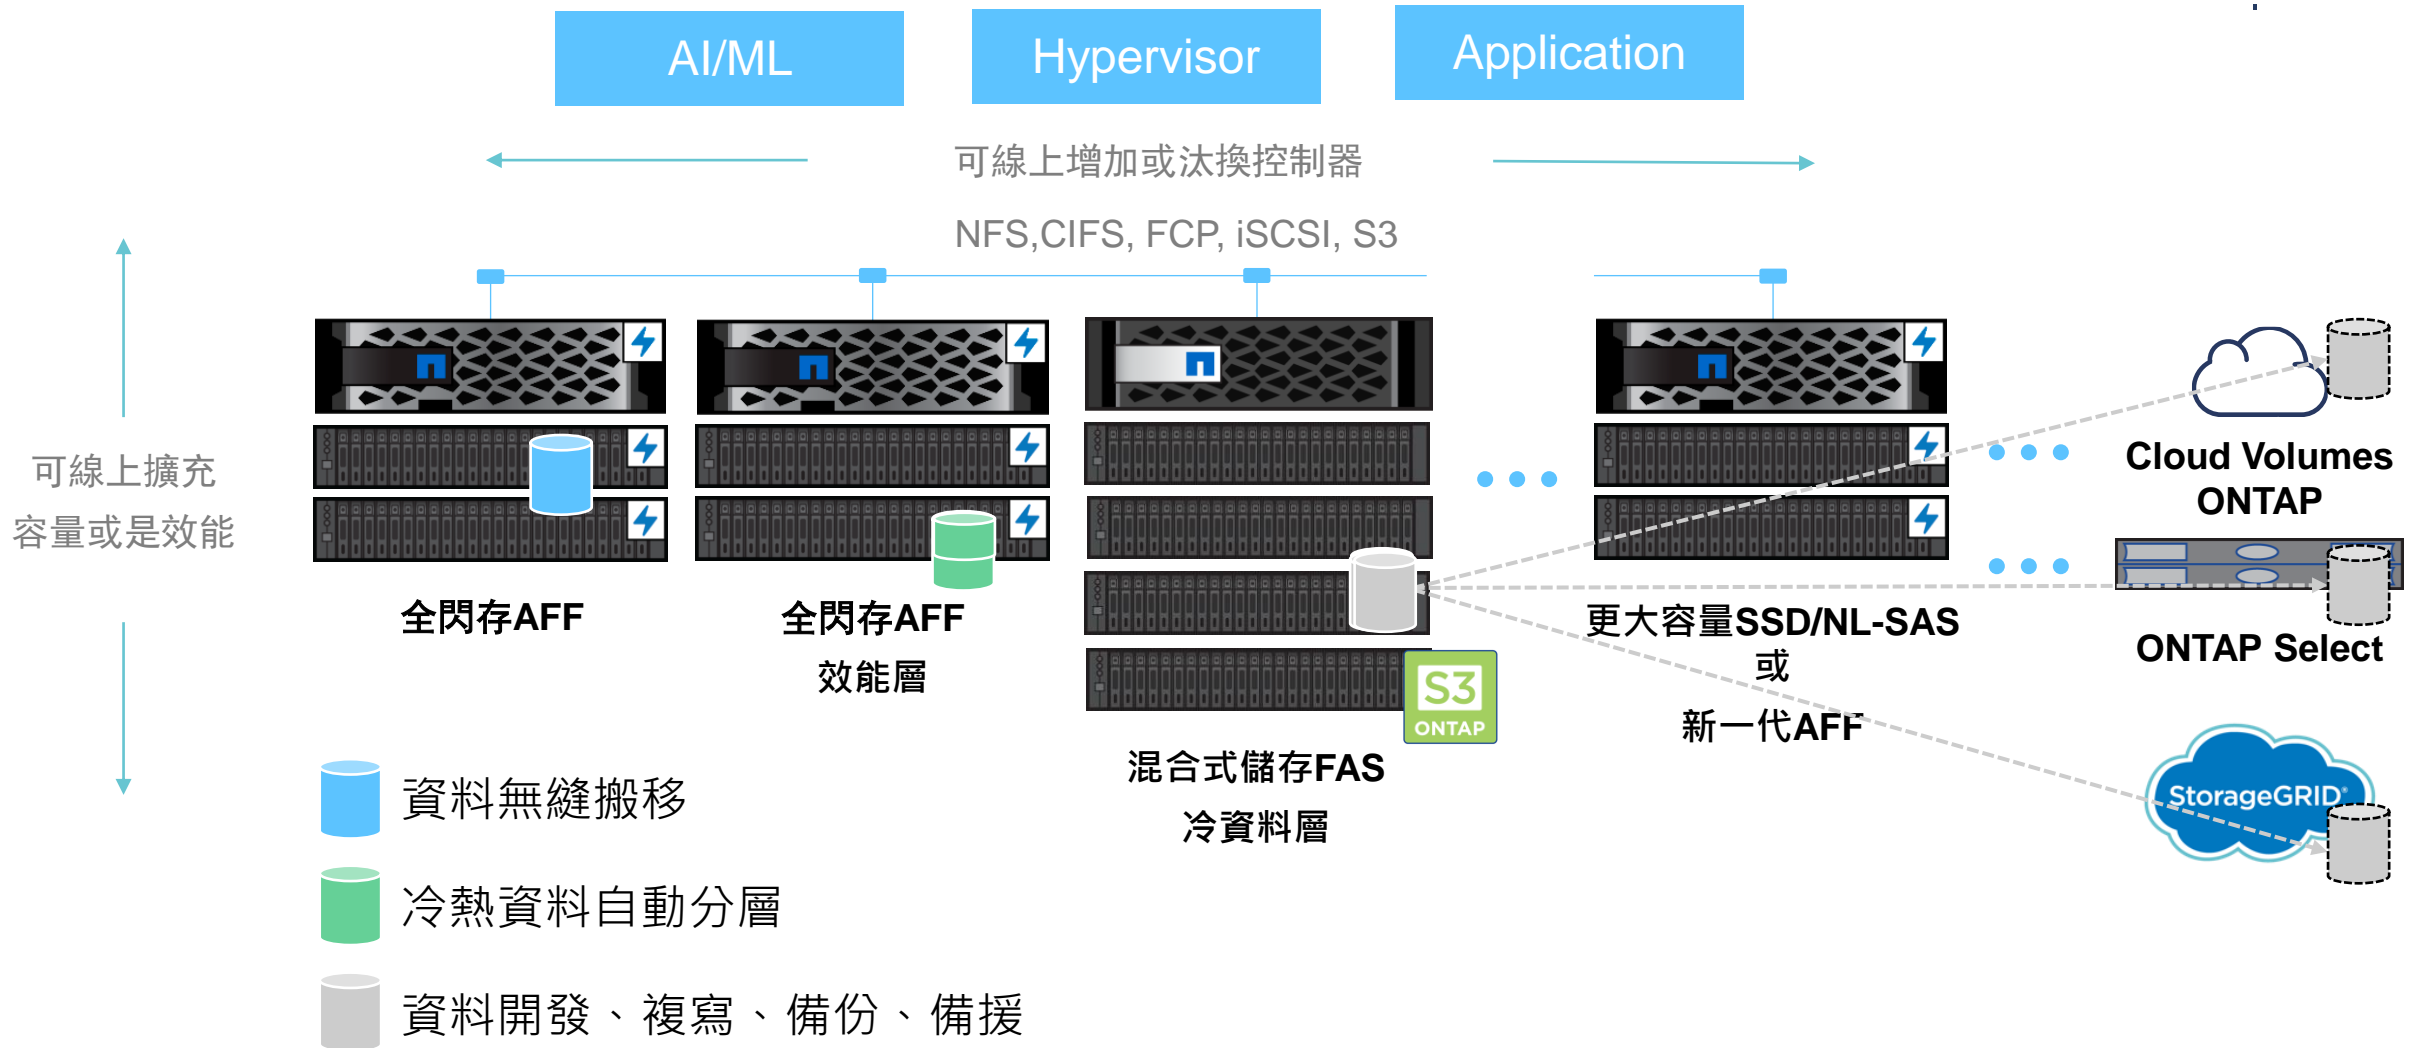 AI/ML
Hypervisor
Application
可線上增加或汰換控制器
NFS,CIFS, FCP, iSCSI, S3
可線上擴充
容量或是效能
全閃存AFF
全閃存AFF
效能層
S3
ONTAP
混合式儲存FAS
冷資料層
更大容量SSD/NL-SAS
或
新一代AFF
Cloud Volumes
ONTAP
ONTAP Select
StorageGRID®
資料無縫搬移
冷熱資料自動分層
資料開發、複寫、備份、備援